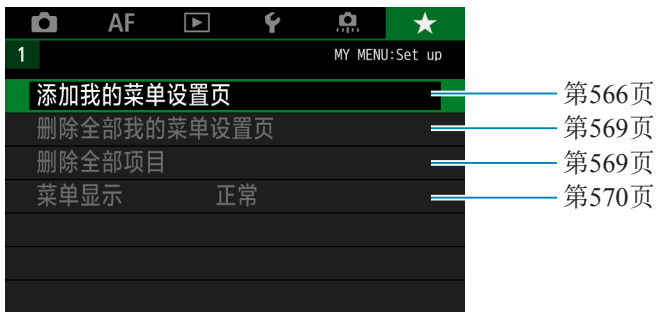 AF
1 MY MENU:Set up
添加我的菜单设置页 第566页
删除全部我的菜单设置页 第569页
删除全部项目 第569页
菜单显示 正常 第570页